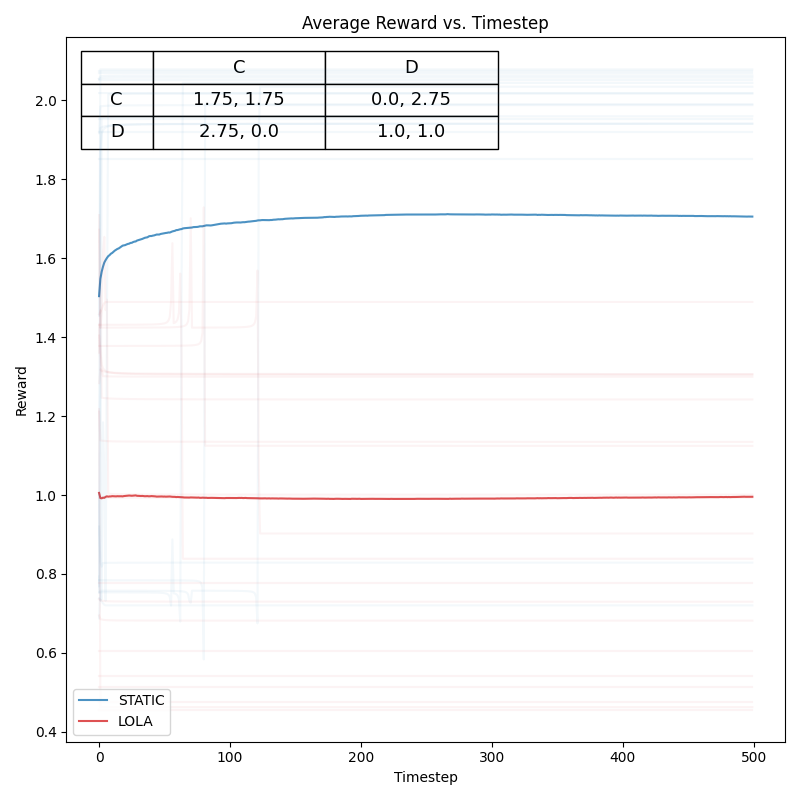 Average Reward vs. Timestep
C D
C 1.75, 1.75 0.0, 2.75
D 2.75, 0.0 1.0, 1.0
2.0
1.8
1.6
1.4
1.2
1.0
0.8
0.6
0.4
Reward
STATIC
LOLA
0 100 200 300 400 500
Timestep